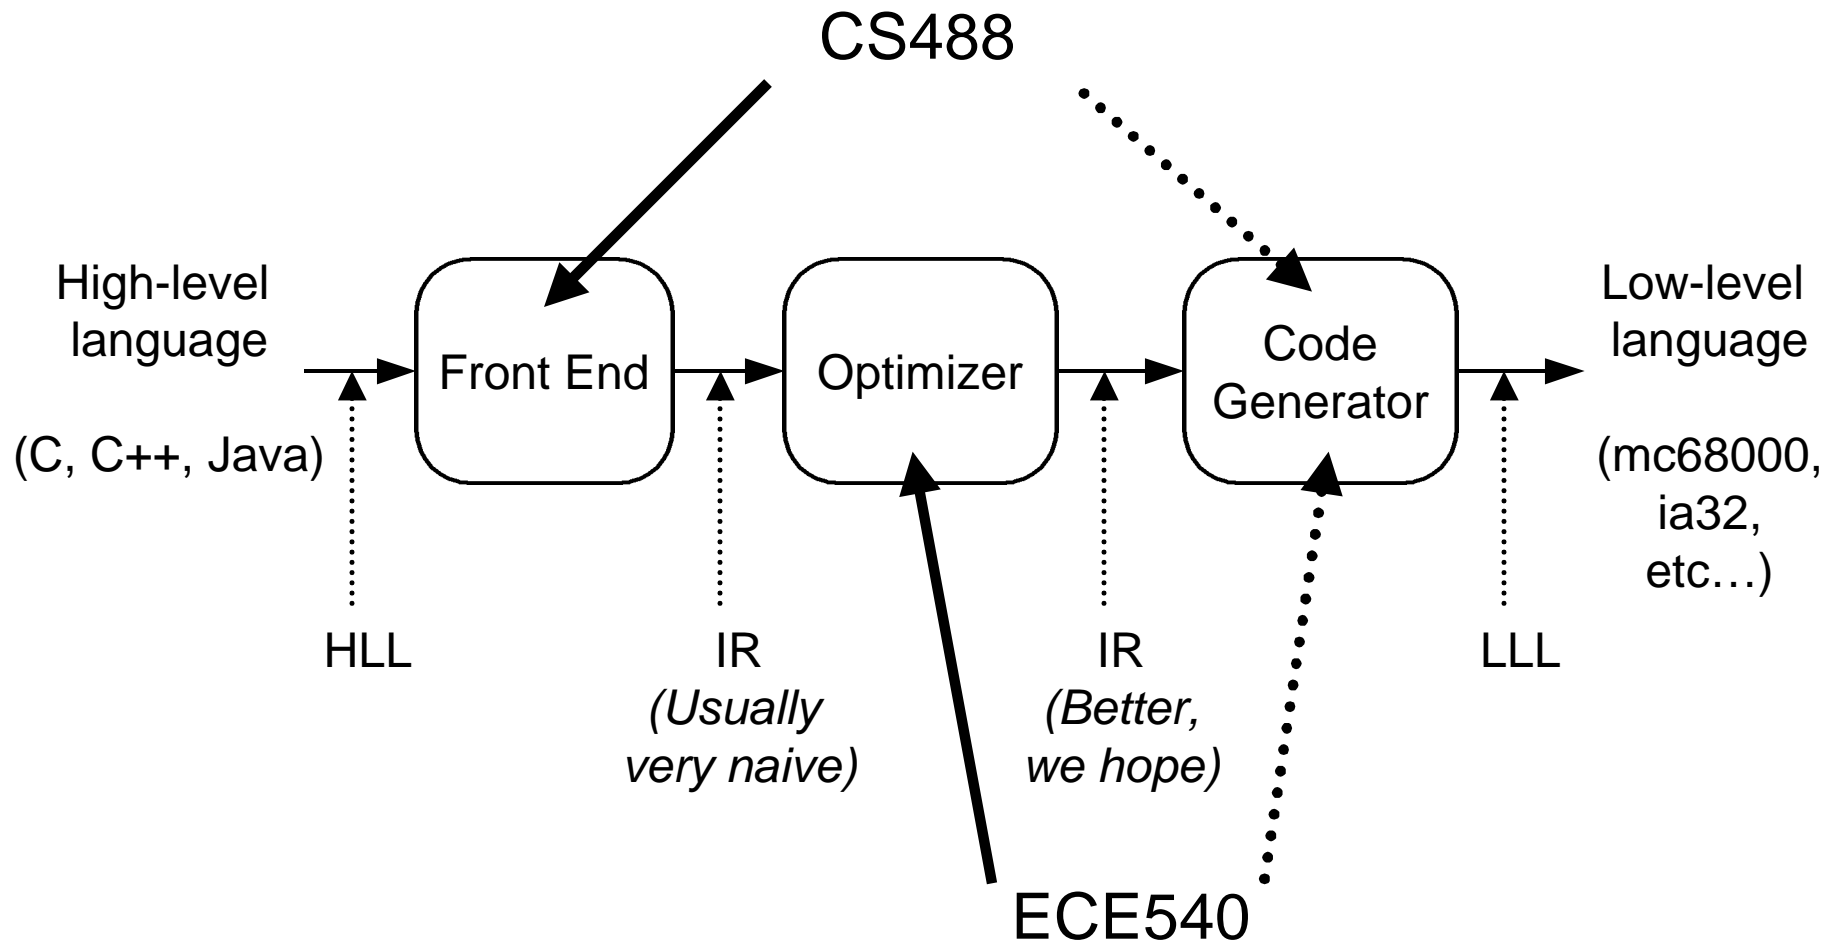 CS488
High-level
language
(C, C++, Java)
Front End
Optimizer
Code
Generator
Low-level
language
(mc68000,
ia32,
etc…)
HLL
IR
(Usually
very naive)
IR
(Better,
we hope)
LLL
ECE540